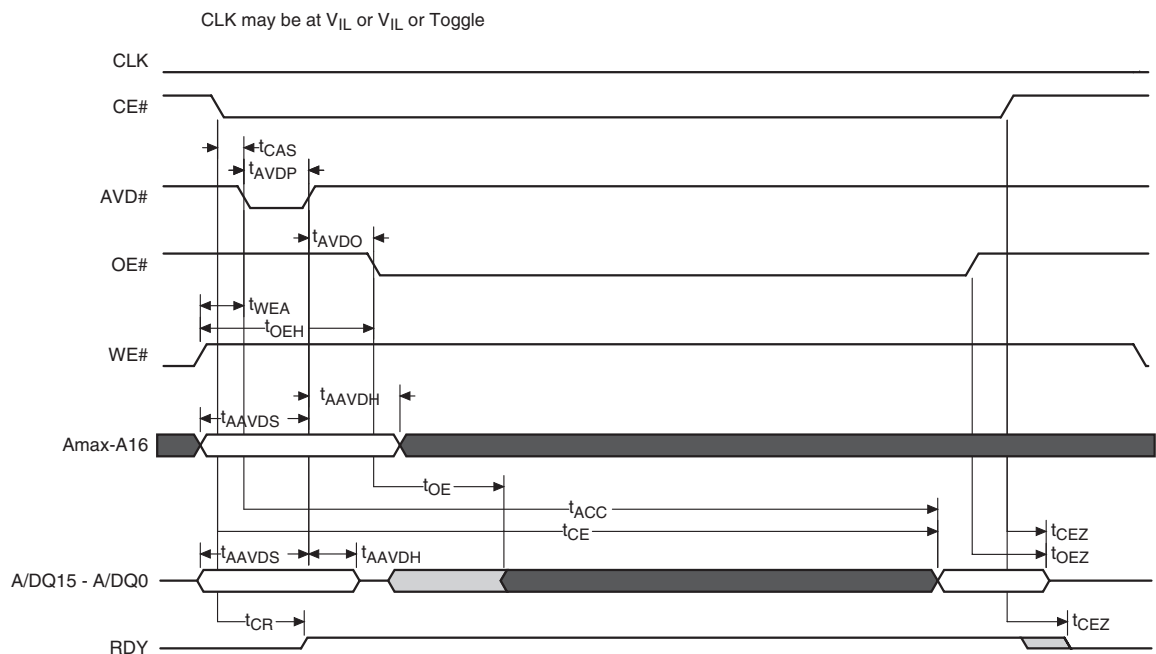 CLK may be at VIL or VIL or Toggle
CLK
CE#
tCAS
tAVDP
AVD#
tAVDO
OE#
tWEA
tOEH
WE#
tAAVDH
tAAVDS
Amax-A16
tOE
tACC
tCE
tCEZ
tAAVDS
tAAVDH
tOEZ
A/DQ15 - A/DQ0
tCR
tCEZ
RDY